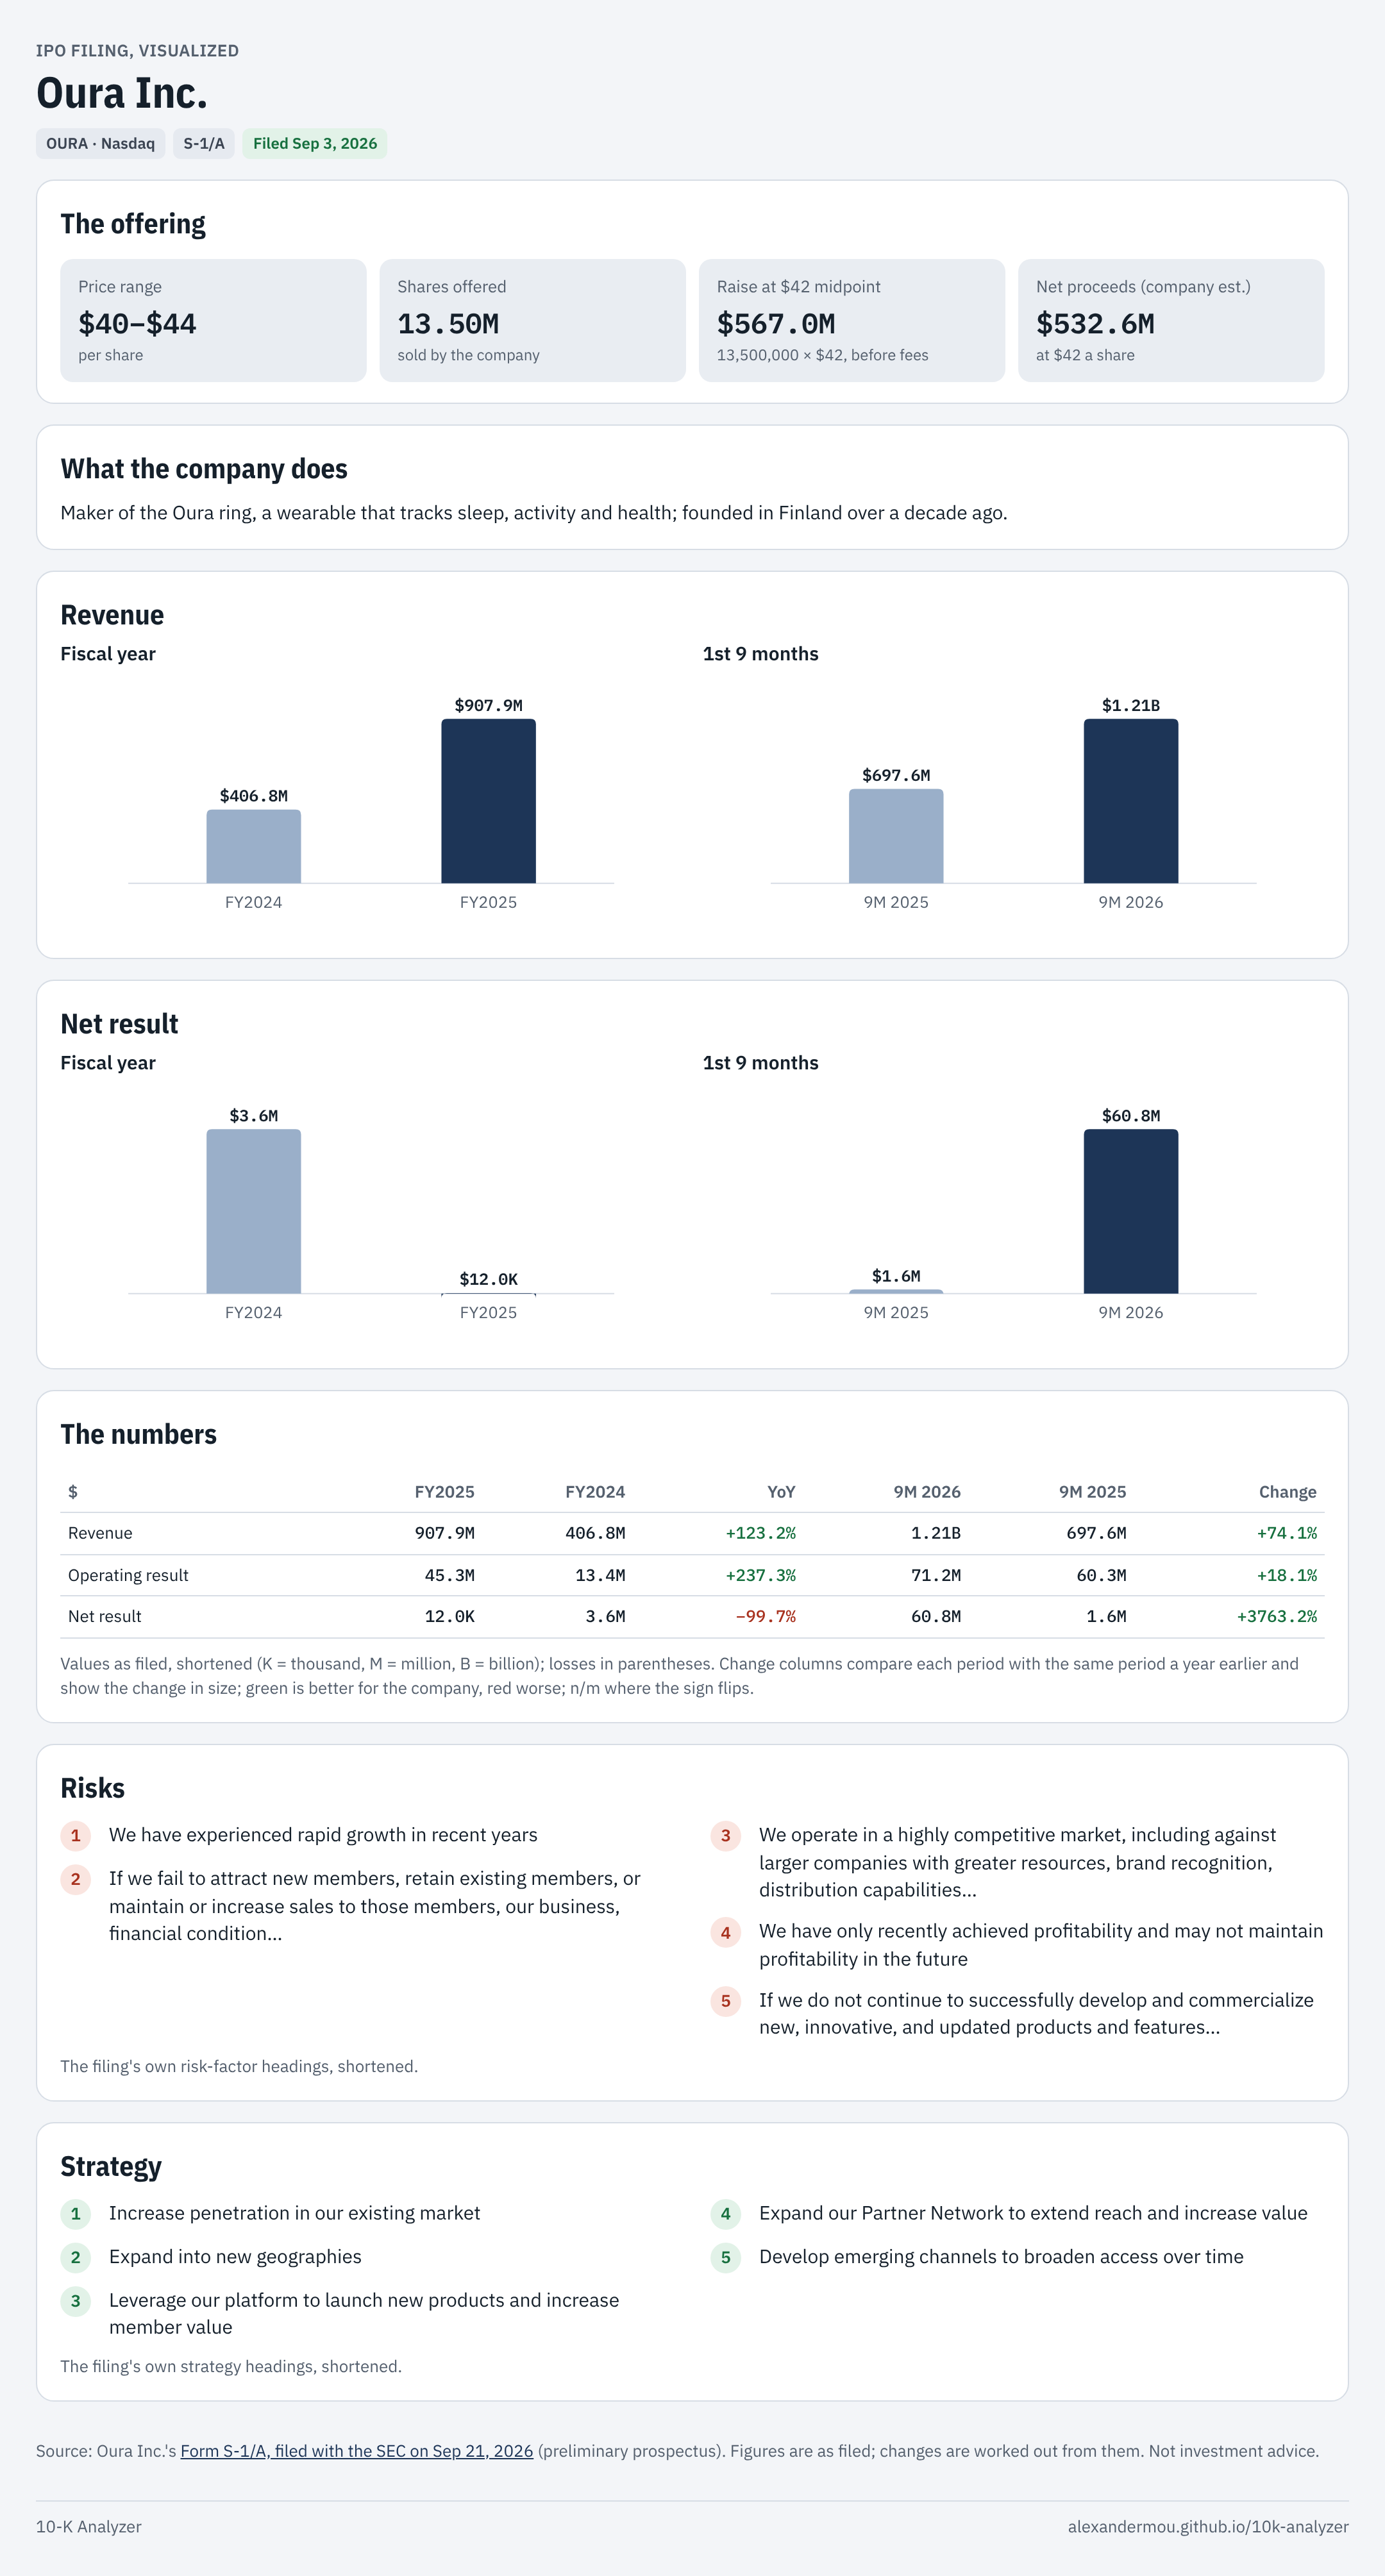 IPO FILING, VISUALIZED
Oura Inc.
OURA · Nasdaq
S-1/A
Filed Sep 3, 2026
The offering
Price range
$40–$44
per share
Shares offered
13.50M
sold by the company
Raise at $42 midpoint
$567.0M
13,500,000 × $42, before fees
Net proceeds (company est.)
$532.6M
at $42 a share
What the company does
Maker of the Oura ring, a wearable that tracks sleep, activity and health; founded in Finland over a decade ago.
Revenue
Fiscal year
$406.8M
$907.9M
FY2024
FY2025
1st 9 months
$697.6M
$1.21B
9M 2025
9M 2026
Net result
Fiscal year
$3.6M
$12.0K
FY2024
FY2025
1st 9 months
$1.6M
$60.8M
9M 2025
9M 2026
The numbers
$ FY2025 FY2024 YoY 9M 2026 9M 2025 Change
Revenue 907.9M 406.8M +123.2% 1.21B 697.6M +74.1%
Operating result 45.3M 13.4M +237.3% 71.2M 60.3M +18.1%
Net result 12.0K 3.6M −99.7% 60.8M 1.6M +3763.2%
Values as filed, shortened (K = thousand, M = million, B = billion); losses in parentheses. Change columns compare each period with the same period a year earlier and
show the change in size; green is better for the company, red worse; n/m where the sign flips.
Risks
1 We have experienced rapid growth in recent years
2 If we fail to attract new members, retain existing members, or
maintain or increase sales to those members, our business,
financial condition…
3 We operate in a highly competitive market, including against
larger companies with greater resources, brand recognition,
distribution capabilities…
4 We have only recently achieved profitability and may not maintain
profitability in the future
5 If we do not continue to successfully develop and commercialize
new, innovative, and updated products and features…
The filing's own risk-factor headings, shortened.
Strategy
1 Increase penetration in our existing market
2 Expand into new geographies
3 Leverage our platform to launch new products and increase
member value
4 Expand our Partner Network to extend reach and increase value
5 Develop emerging channels to broaden access over time
The filing's own strategy headings, shortened.
Source: Oura Inc.'s Form S-1/A, filed with the SEC on Sep 21, 2026 (preliminary prospectus). Figures are as filed; changes are worked out from them. Not investment advice.
10-K Analyzer
alexandermou.github.io/10k-analyzer